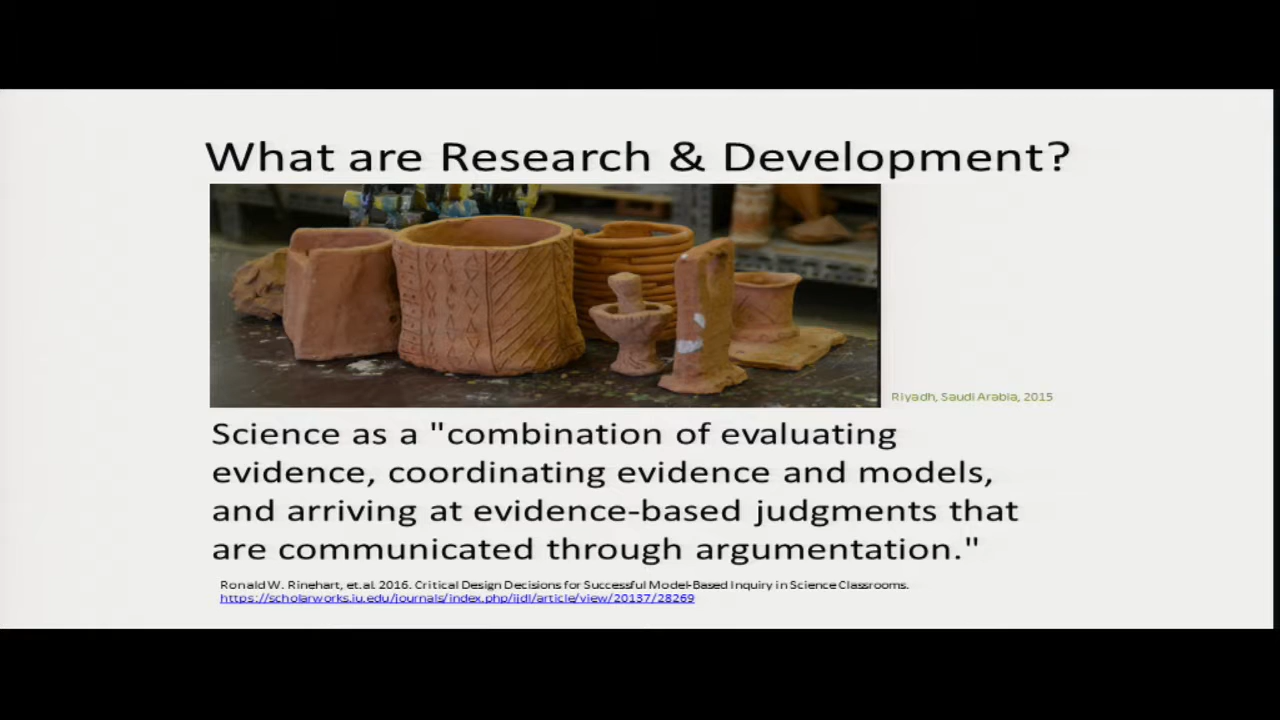 What are Research & Development?
Riyadh, Saudi Arabia, 2015
Science as a "combination of evaluating
evidence, coordinating evidence and models,
and arriving at evidence-based judgments that
are communicated through argumentation."
Ronald W. Rinehart, et.al. 2016. Critical Design Decisions for Successful Model-Based Inquiry in Science Classrooms.
https://scholarworks.iu.edu/journals/index.php/ijdl/article/view/20137/28269